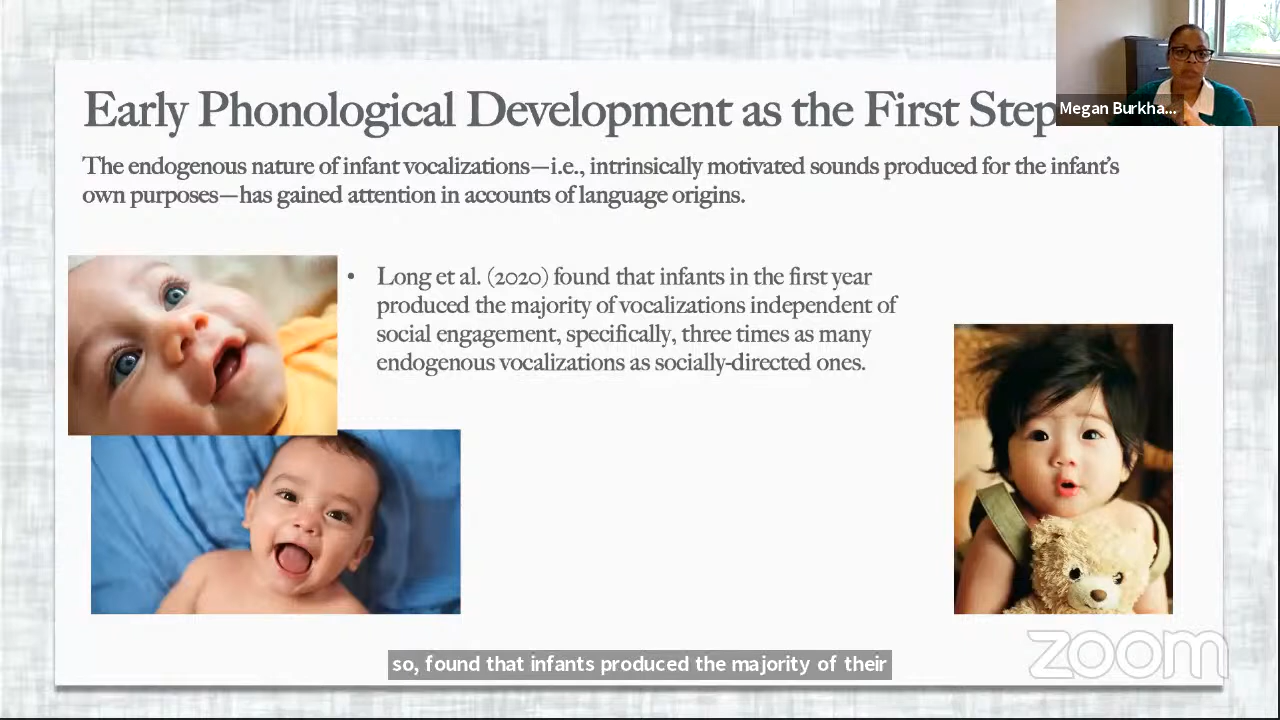 Early Phonological Development as the First Step
Megan Burkha...
The endogenous nature of infant vocalizations—i.e., intrinsically motivated sounds produced for the infant's
own purposes—has gained attention in accounts of language origins.
• Long et al. (2020) found that infants in the first year
produced the majority of vocalizations independent of
social engagement, specifically, three times as many
endogenous vocalizations as socially-directed ones.
so, found that infants produced the majority of their
zoom